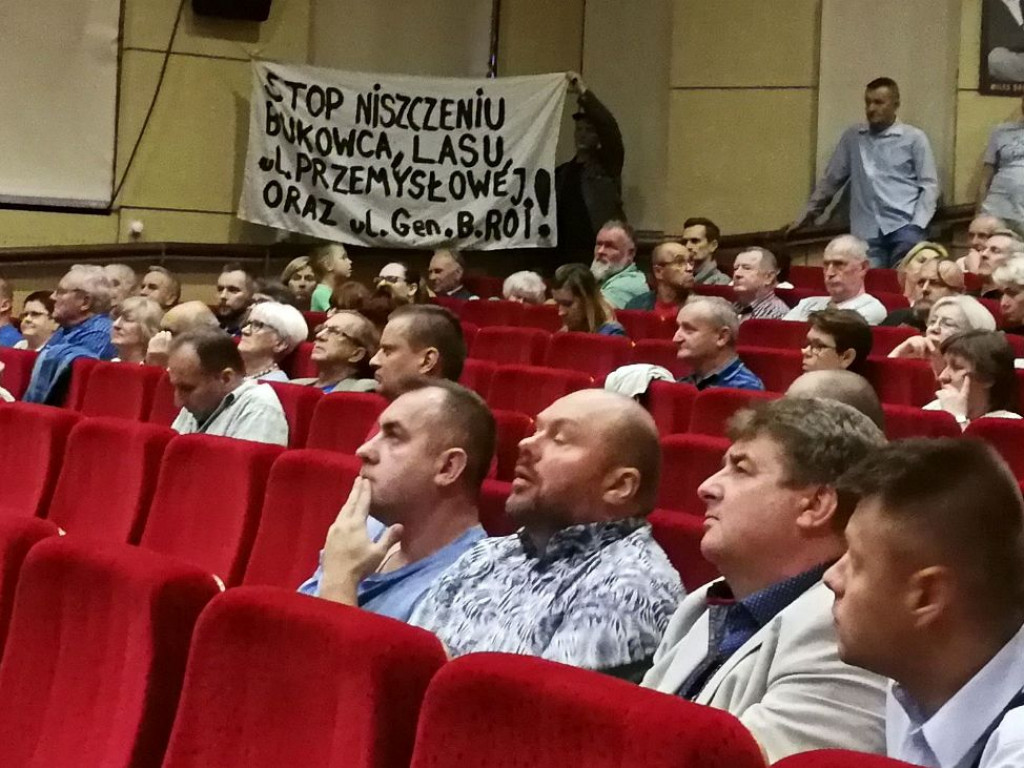 STOP NISZCZENIU
BUKOWCA, LASU,
ul. PRZEMYSŁOWEJ,
ORAZ ul. Gen. B. ROI!